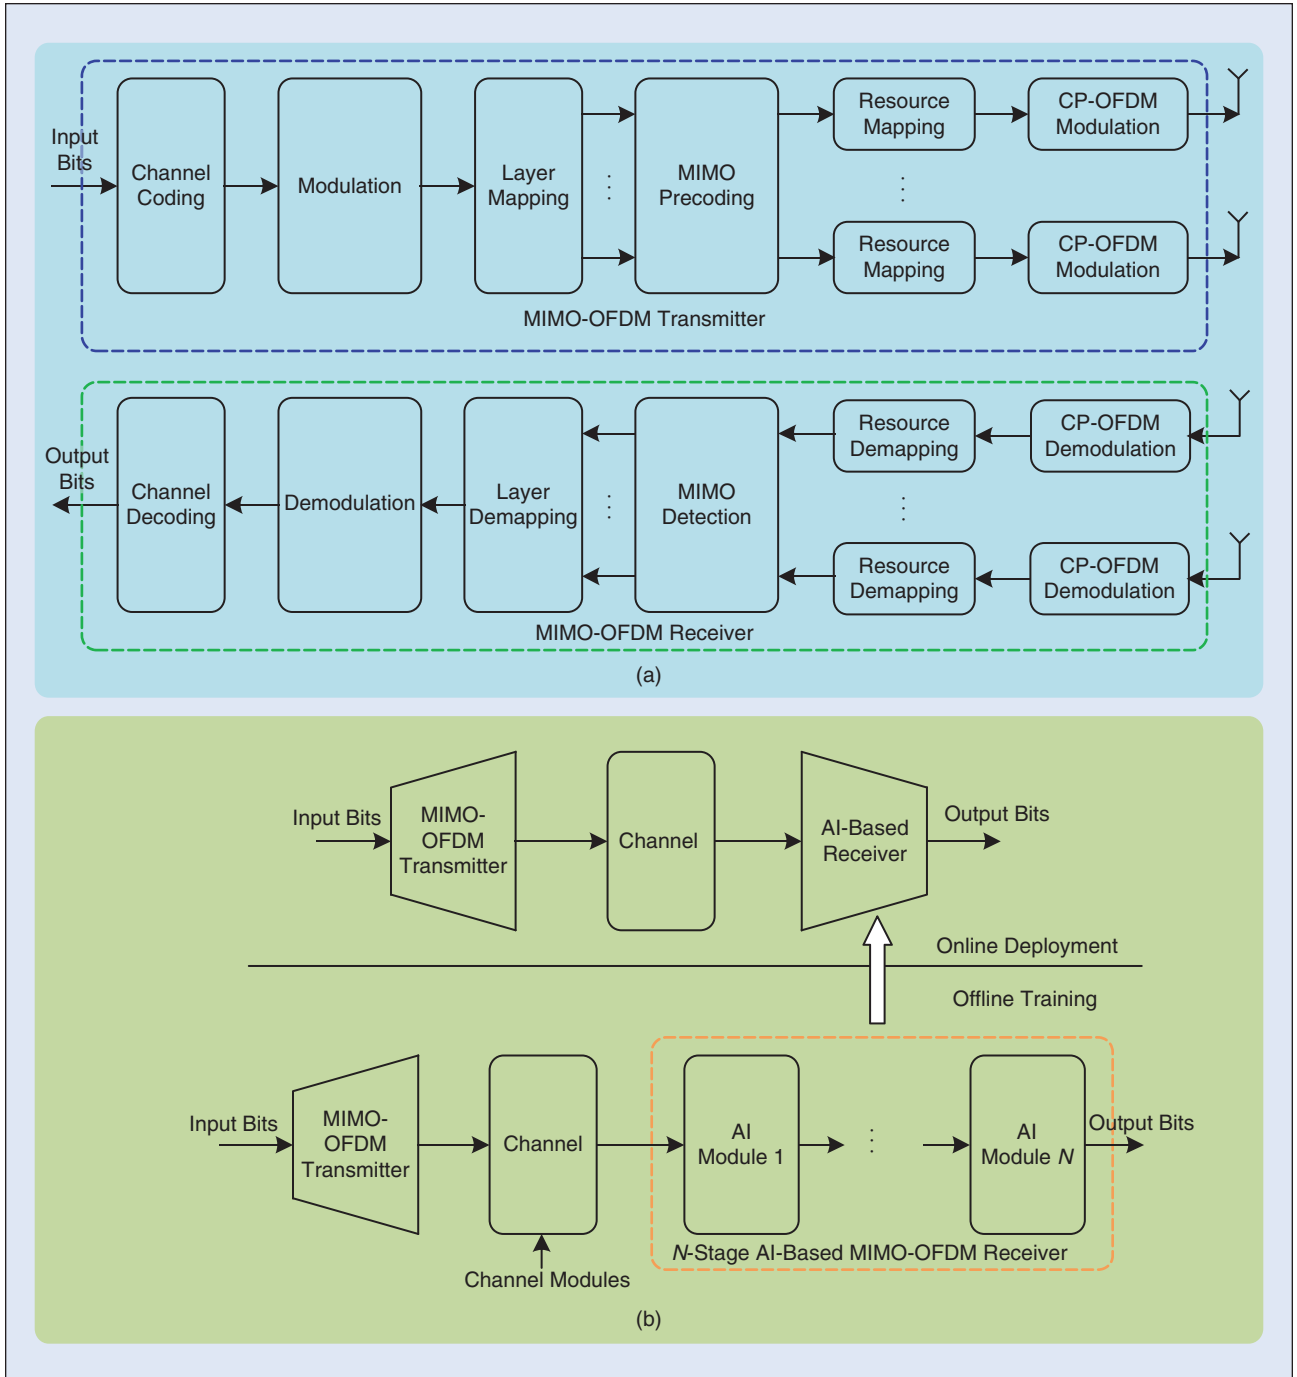 Input
Bits
Channel
Coding
Modulation
Layer
Mapping
MIMO
Precoding
Resource
Mapping
CP-OFDM
Modulation
Resource
Mapping
CP-OFDM
Modulation
MIMO-OFDM Transmitter
Output
Bits
Channel
Decoding
Demodulation
Layer
Demapping
MIMO
Detection
Resource
Demapping
CP-OFDM
Demodulation
Resource
Demapping
CP-OFDM
Demodulation
MIMO-OFDM Receiver
(a)
Input Bits
MIMO-
OFDM
Transmitter
Channel
AI-Based
Receiver
Output Bits
Online Deployment
Offline Training
Input Bits
MIMO-
OFDM
Transmitter
Channel
AI
Module 1
AI
Module N
Output Bits
N-Stage AI-Based MIMO-OFDM Receiver
Channel Modules
(b)